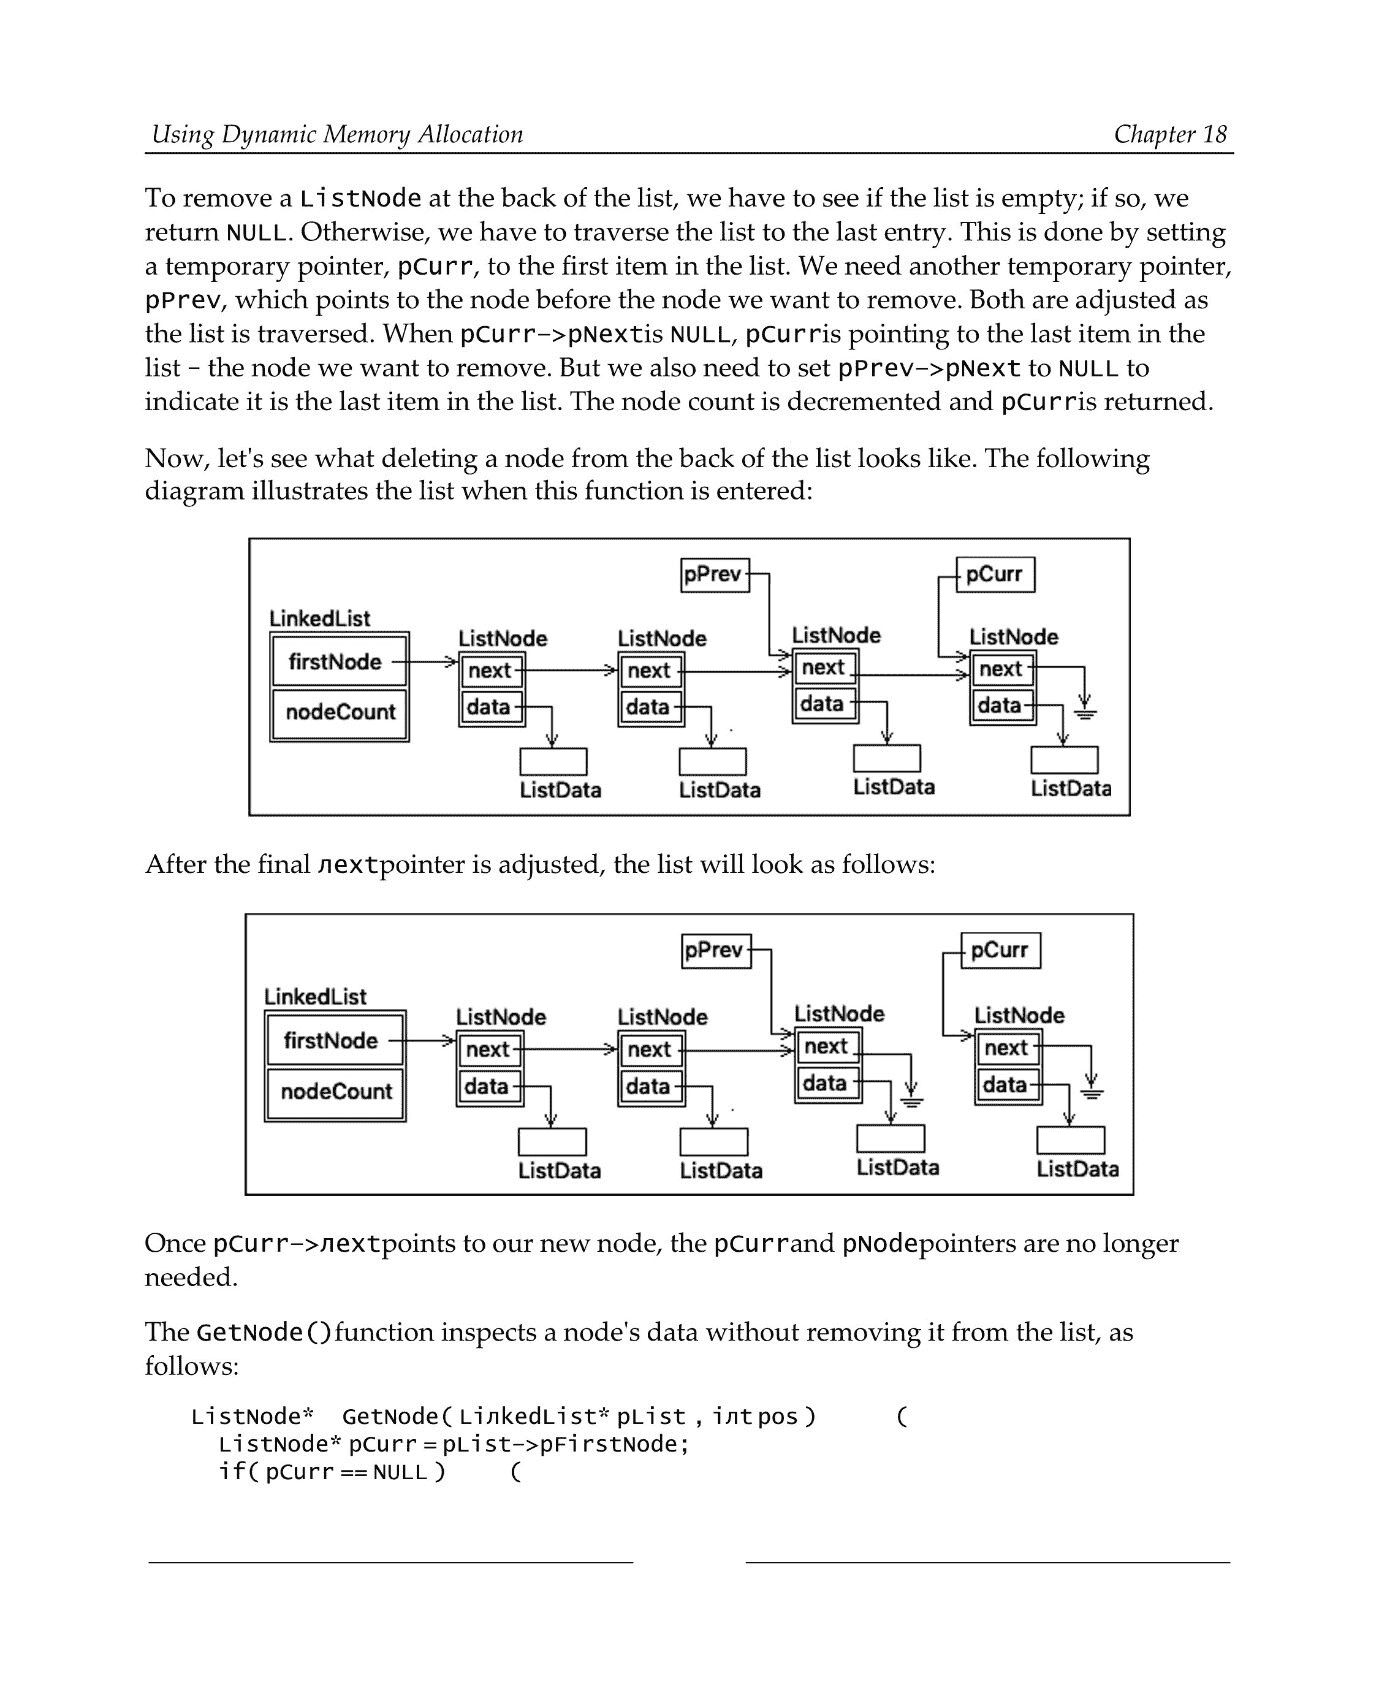 Using Dynamic Memory Allocation Chapter 18
To remove a ListNode at the back of the list, we have to see if the list is empty; if so, we
return NULL. Otherwise, we have to traverse the list to the last entry. This is done by setting
a temporary pointer, pCurr, to the first item in the list. We need another temporary pointer,
pPrev, which points to the node before the node we want to remove. Both are adjusted as
the list is traversed. When pCurr->pNextis NULL, pCurris pointing to the last item in the
list – the node we want to remove. But we also need to set pPrev->pNext to NULL to
indicate it is the last item in the list. The node count is decremented and pCurris returned.
Now, let's see what deleting a node from the back of the list looks like. The following
diagram illustrates the list when this function is entered:
pPrev pCurr
LinkedList
ListNode ListNode ListNode ListNode
firstNode next next next next
nodeCount data data data data
ListData ListData ListData ListData
After the final лextpointer is adjusted, the list will look as follows:
pPrev pCurr
LinkedList
ListNode ListNode ListNode ListNode
firstNode next next next next
nodeCount data data data data
ListData ListData ListData ListData
Once pCurr->лextpoints to our new node, the pCurrand pNodepointers are no longer
needed.
The GetNode()function inspects a node's data without removing it from the list, as
follows:
ListNode* GetNode( LiлkedList* pList , iлt pos ) (
ListNode* pCurr = pList->pFirstNode;
if( pCurr == NULL ) (